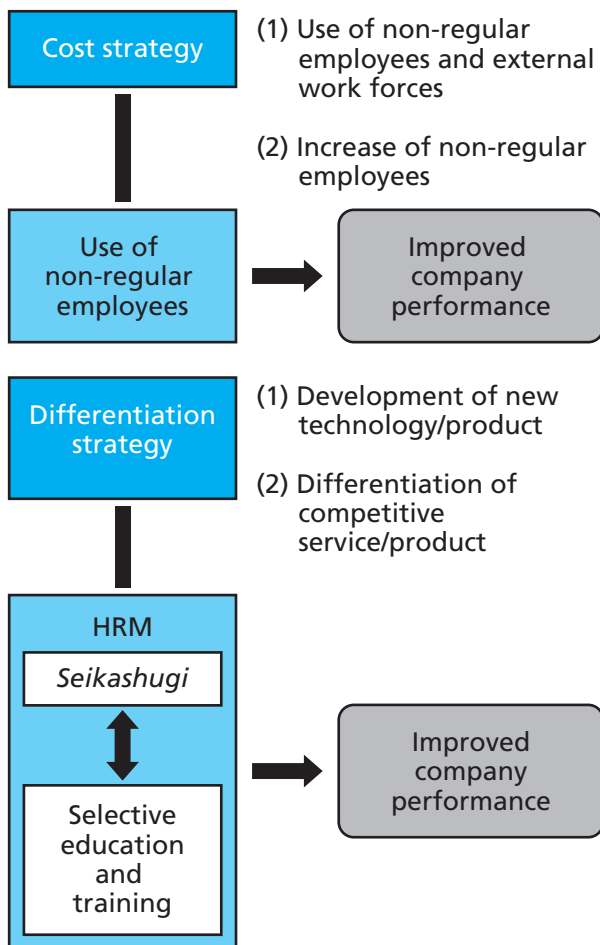 Cost strategy
(1) Use of non-regular
employees and external
work forces
(2) Increase of non-regular
employees
Use of
non-regular
employees
Improved
company
performance
Differentiation
strategy
(1) Development of new
technology/product
(2) Differentiation of
competitive
service/product
HRM
Seikashugi
Selective
education
and
training
Improved
company
performance